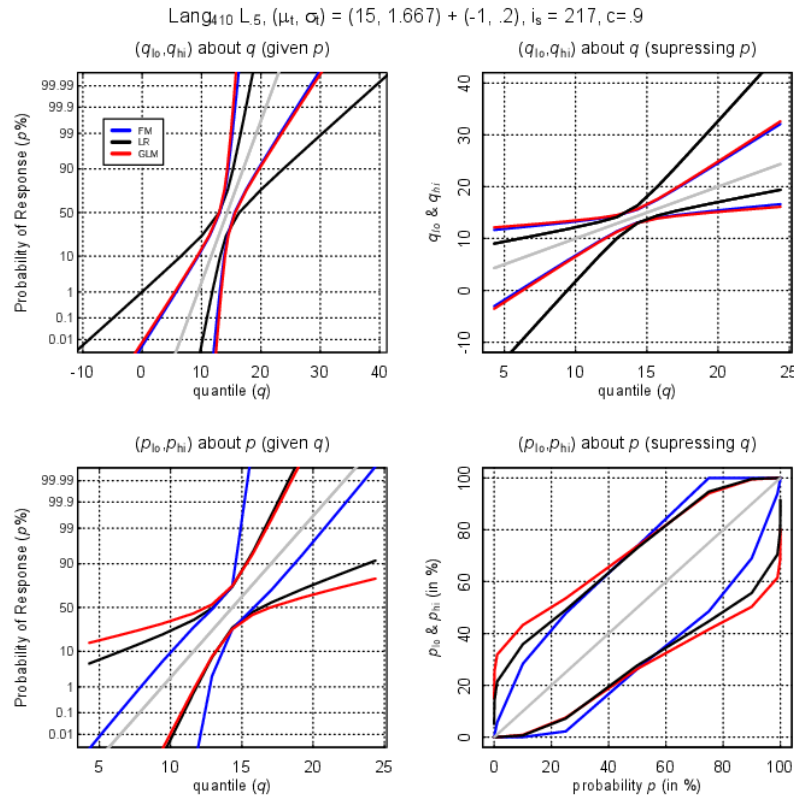 Lang410 L.5, (μt, σt) = (15, 1.667) + (-1, .2), is = 217, c=.9
(qlo,qhi) about q (given p)
Probability of Response (p%)
99.99
99.9
99
90
50
10
1
0.1
0.01
FM
LR
GLM
-10 0 10 20 30 40
quantile (q)
(qlo,qhi) about q (supressing p)
qlo & qhi
40
30
20
10
0
-10
5 10 15 20 25
quantile (q)
(plo,phi) about p (given q)
Probability of Response (p%)
99.99
99.9
99
90
50
10
1
0.1
0.01
5 10 15 20 25
quantile (q)
(plo,phi) about p (supressing q)
plo & phi (in %)
100
80
60
40
20
0
0 20 40 60 80 100
probability p (in %)